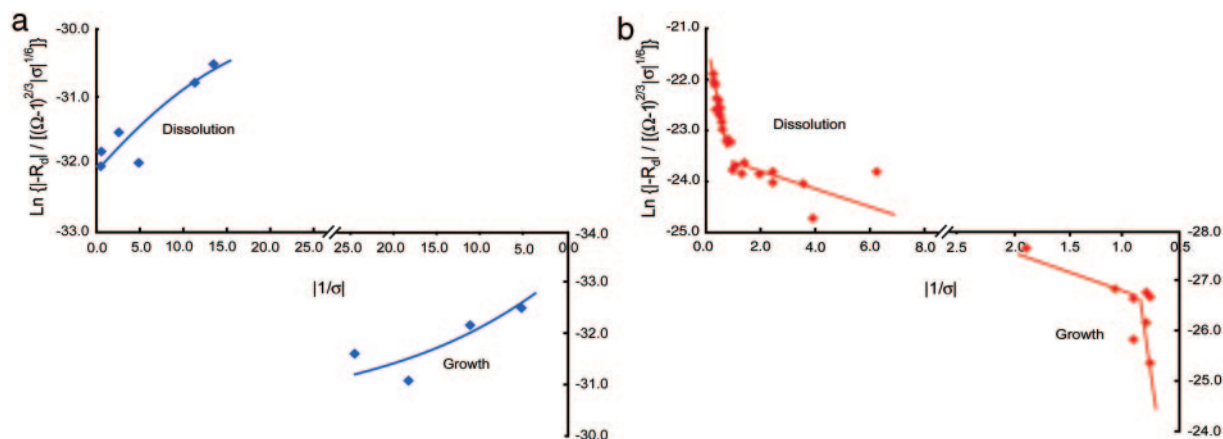 a
Ln {|-R_d| / [(Ω-1)^{2/3}|σ|^{1/6}]}
-30.0
-31.0
-32.0
-33.0
Dissolution
0.0 5.0 10.0 15.0 20.0 25.0 25.0 20.0 15.0 10.0 5.0 0.0
|1/σ|
-34.0
-33.0
-32.0
-31.0
-30.0
Growth
b
Ln {|-R_d| / [(Ω-1)^{2/3}|σ|^{1/6}]}
-21.0
-22.0
-23.0
-24.0
-25.0
Dissolution
0.0 2.0 4.0 6.0 8.0 2.5 2.0 1.5 1.0 0.5
|1/σ|
-28.0
-27.0
-26.0
-25.0
-24.0
Growth